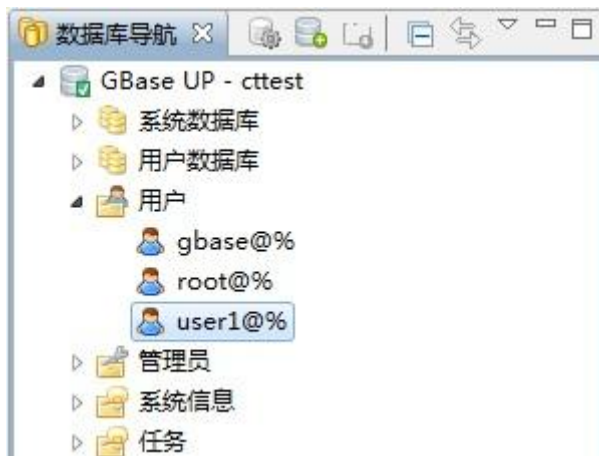 数据库导航
GBase UP - cttest
系统数据库
用户数据库
用户
gbase@%
root@%
user1@%
管理员
系统信息
任务